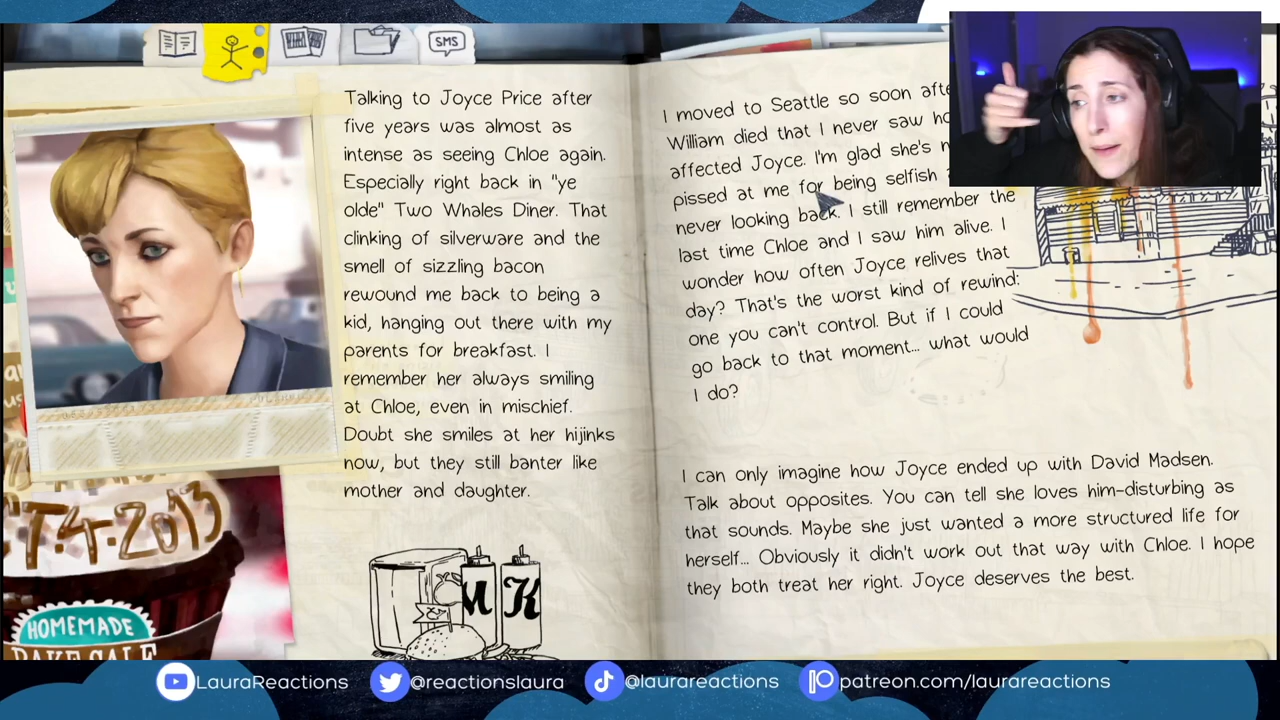 SMS
Talking to Joyce Price after
five years was almost as
intense as seeing Chloe again.
Especially right back in "ye
olde" Two Whales Diner. That
clinking of silverware and the
smell of sizzling bacon
rewound me back to being a
kid, hanging out there with my
parents for breakfast. I
remember her always smiling
at Chloe, even in mischief.
Doubt she smiles at her hijinks
now, but they still banter like
mother and daughter.
I moved to Seattle so soon
William died that I never saw
affected Joyce. I'm glad she's
pissed at me for being selfish
never looking back. I still remember the
last time Chloe and I saw him alive. I
wonder how often Joyce relives that
day? That's the worst kind of rewind:
one you can't control. But if I could
go back to that moment... what would
I do?
I can only imagine how Joyce ended up with David Madsen.
Talk about opposites. You can tell she loves him-disturbing as
that sounds. Maybe she just wanted a more structured life for
herself... Obviously it didn't work out that way with Chloe. I hope
they both treat her right. Joyce deserves the best.
T.4.2013
HOMEMADE
BAKE SALE
M K
LauraReactions @reactionslaura @laurareactions patreon.com/laurareactions